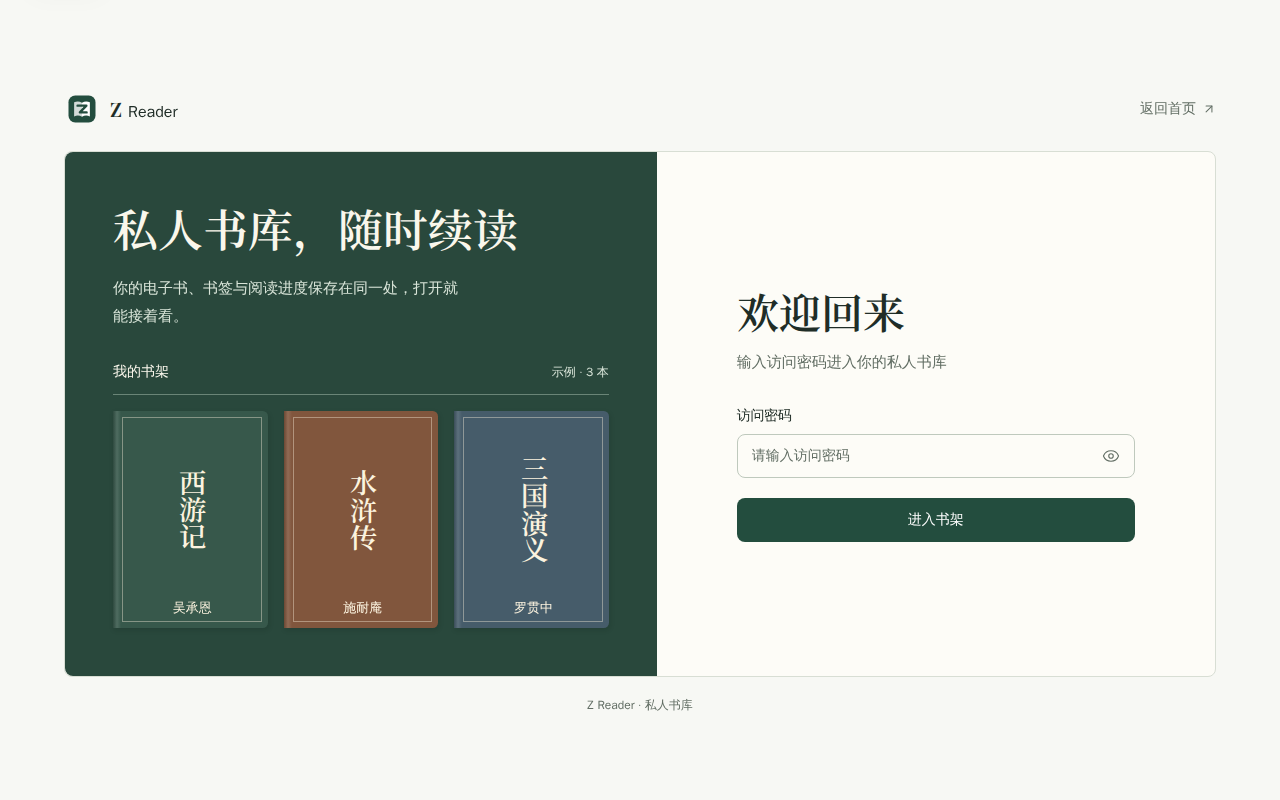 Z Reader
返回首页
私人书库，随时续读
你的电子书、书签与阅读进度保存在同一处，打开就
能接着看。
我的书架
示例 · 3 本
西游记
吴承恩
水浒传
施耐庵
三国演义
罗贯中
欢迎回来
输入访问密码进入你的私人书库
访问密码
请输入访问密码
进入书架
Z Reader · 私人书库